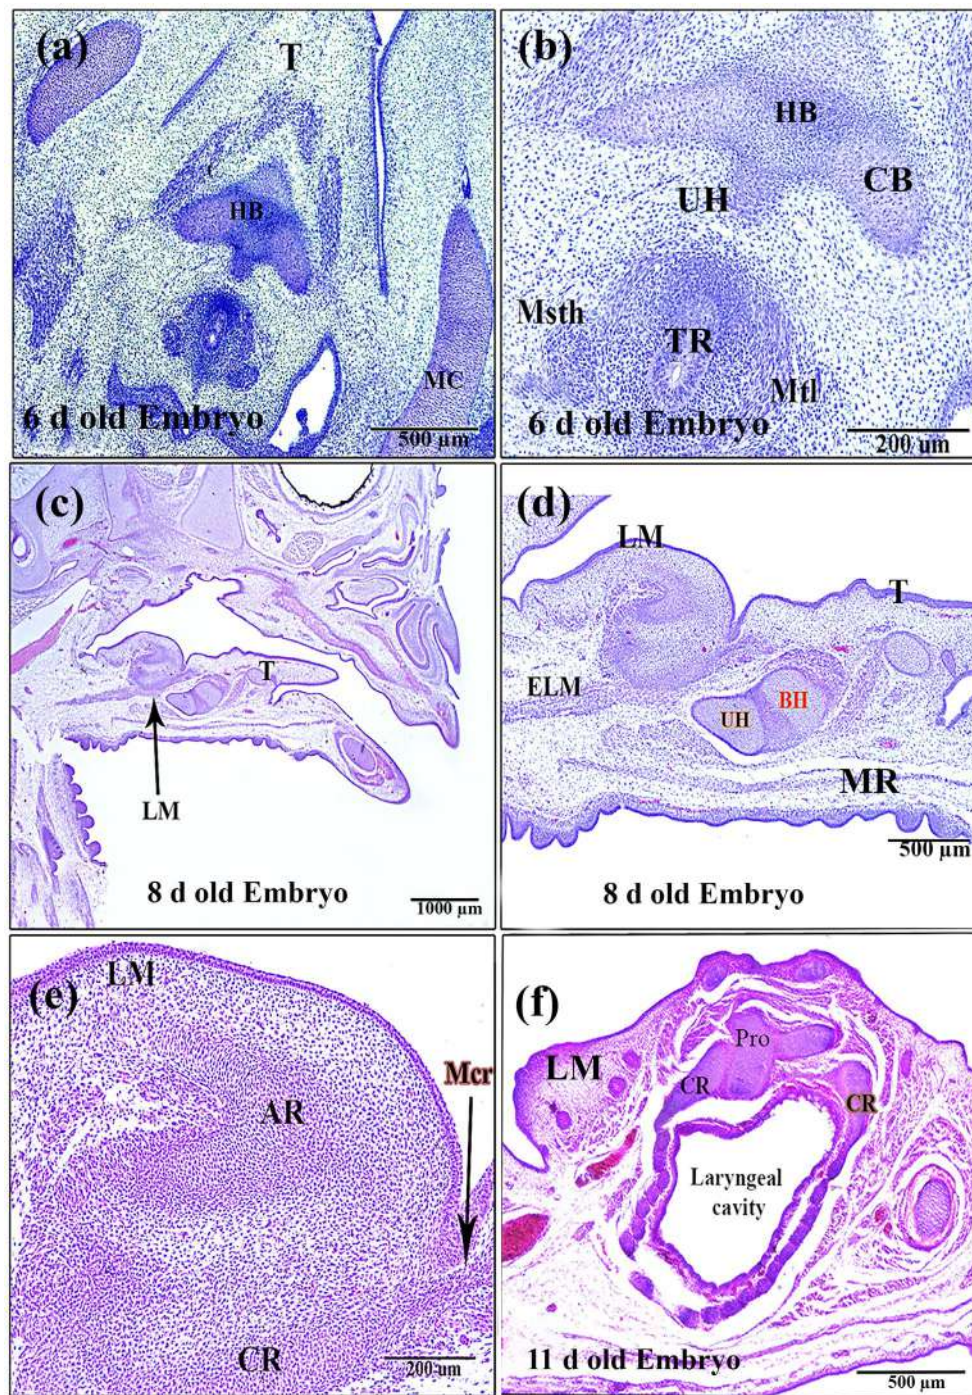 (a)
T
HB
MC
6 d old Embryo
500 µm
(b)
HB
CB
UH
Msth
TR
Mtl
6 d old Embryo
200 um
(c)
T
LM
8 d old Embryo
1000 µm
(d)
LM
T
ELM
BH
UH
MR
500 µm
8 d old Embryo
(e)
LM
Mcr
AR
CR
200 um
(f)
Pro
LM
CR
CR
Laryngeal
cavity
11 d old Embryo
500 µm